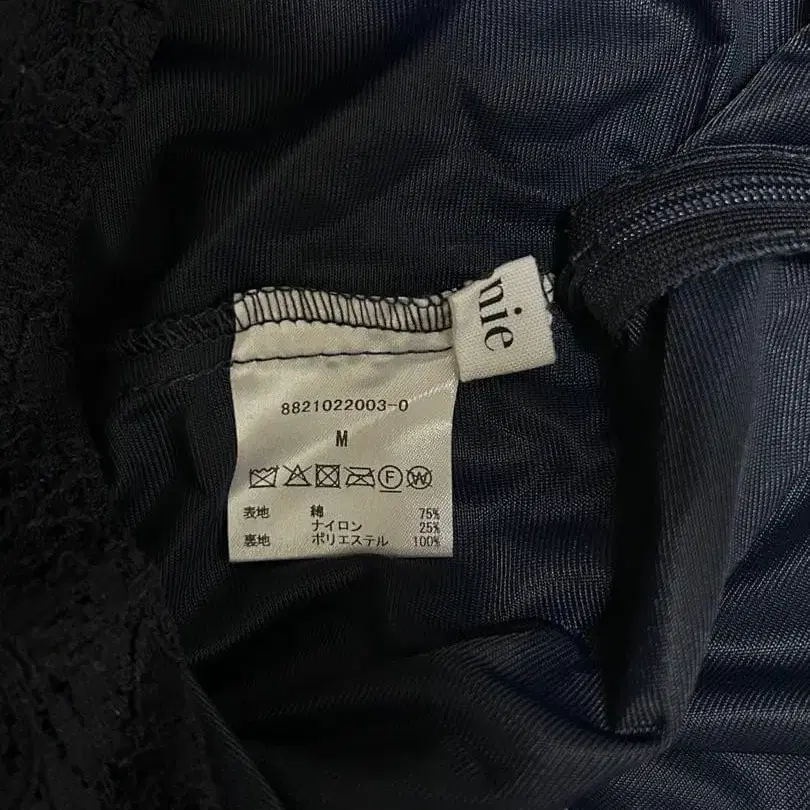 nie
8821022003-0
M
F W
表地 綿 75%
ナイロン 25%
裏地 ポリエステル 100%